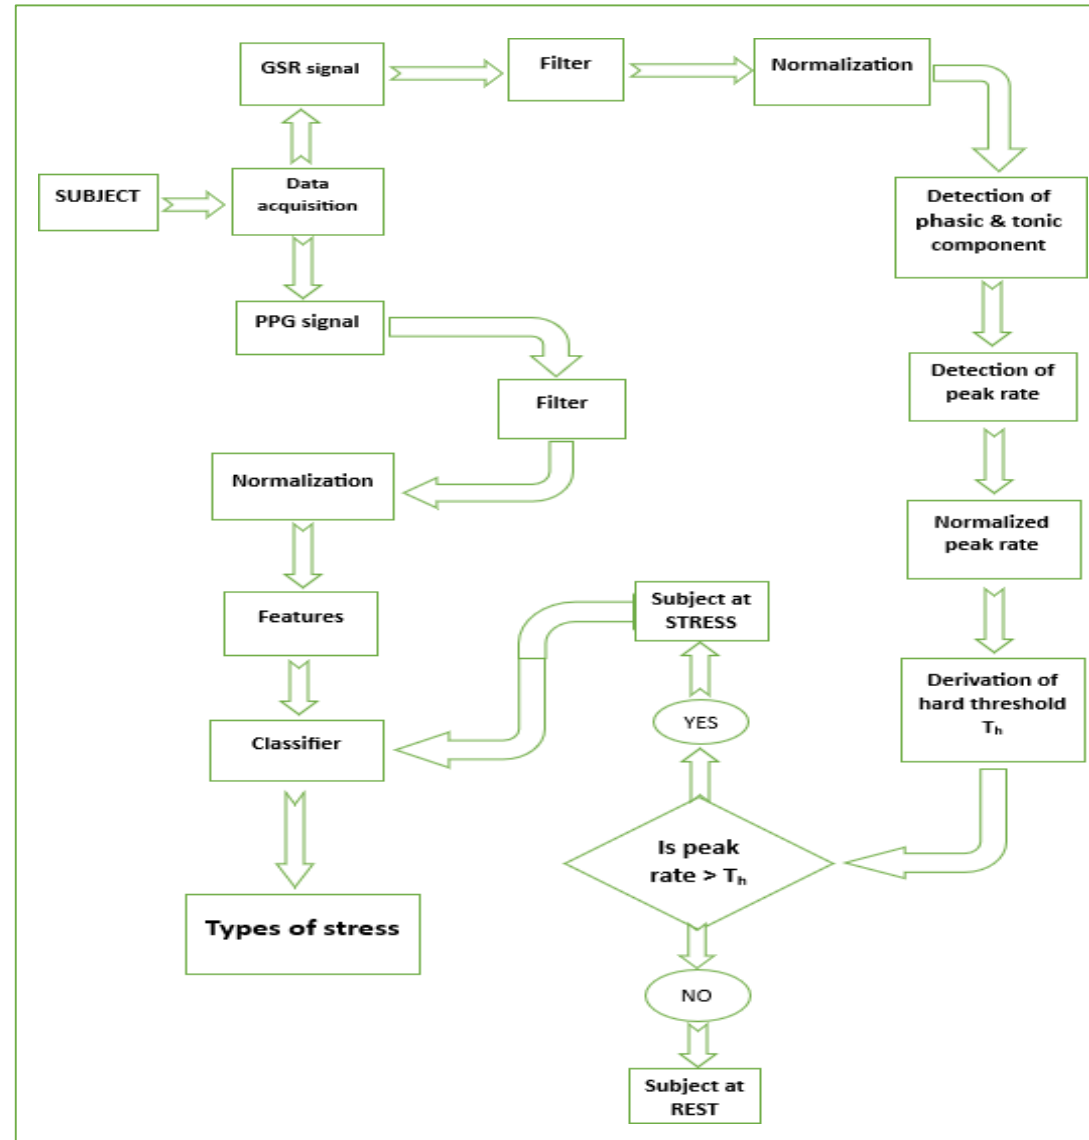 GSR signal
Filter
Normalization
SUBJECT
Data
acquisition
Detection of
phasic & tonic
component
PPG signal
Detection of
peak rate
Filter
Normalization
Normalized
peak rate
Features
Subject at
STRESS
Derivation of
hard threshold
Tₕ
YES
Classifier
Is peak
rate > Tₕ
Types of stress
NO
Subject at
REST